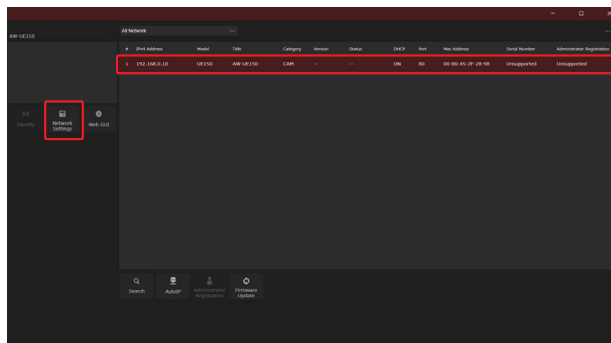 All Network
AW-UE150
# IPv4 Address Model Title Category Version Status DHCP Port Mac Address Serial Number Administrator Registration
1 192.168.0.10 UE150 AW-UE150 CAM -- -- ON 80 00-80-45-2F-28-98 Unsupported Unsupported
Identify Network Settings Web GUI
Search AutoIP Administrator Registration Firmware Update